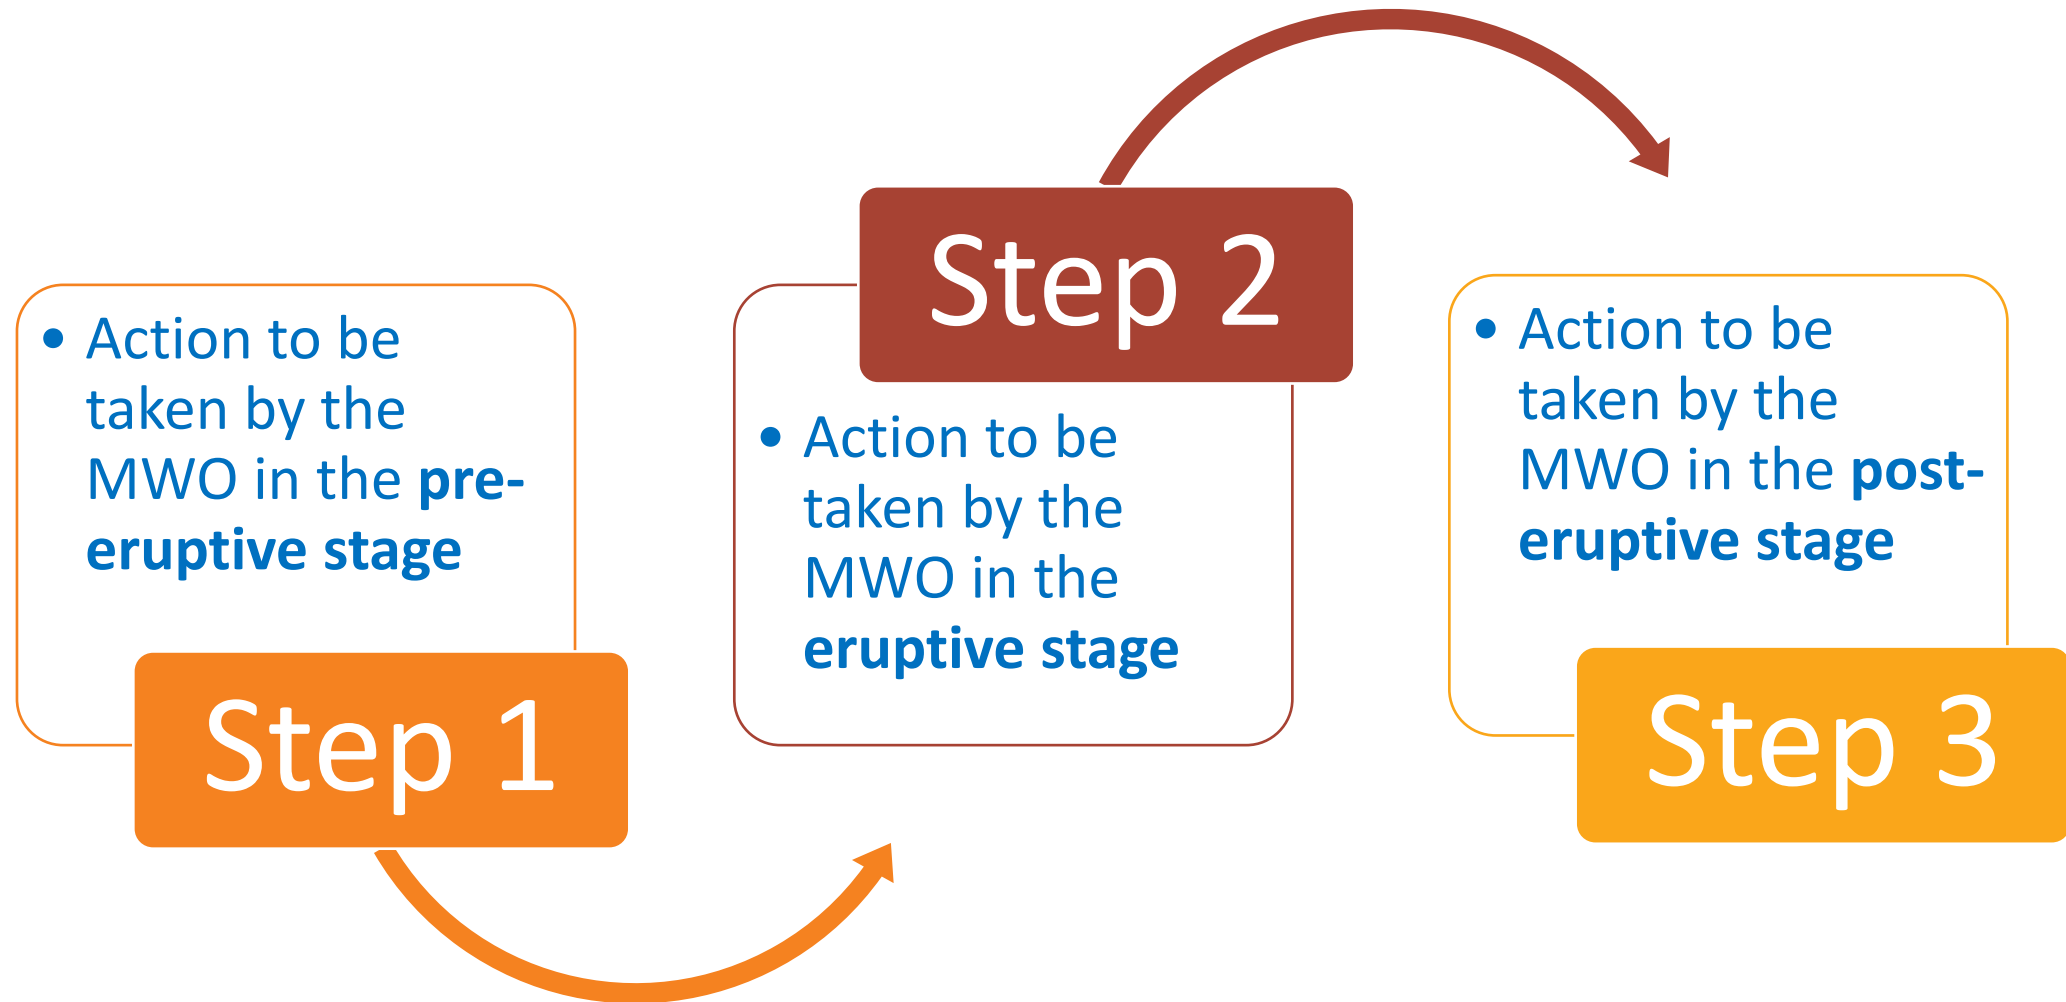 • Action to be
taken by the
MWO in the pre-
eruptive stage
Step 1
Step 2
• Action to be
taken by the
MWO in the
eruptive stage
• Action to be
taken by the
MWO in the post-
eruptive stage
Step 3